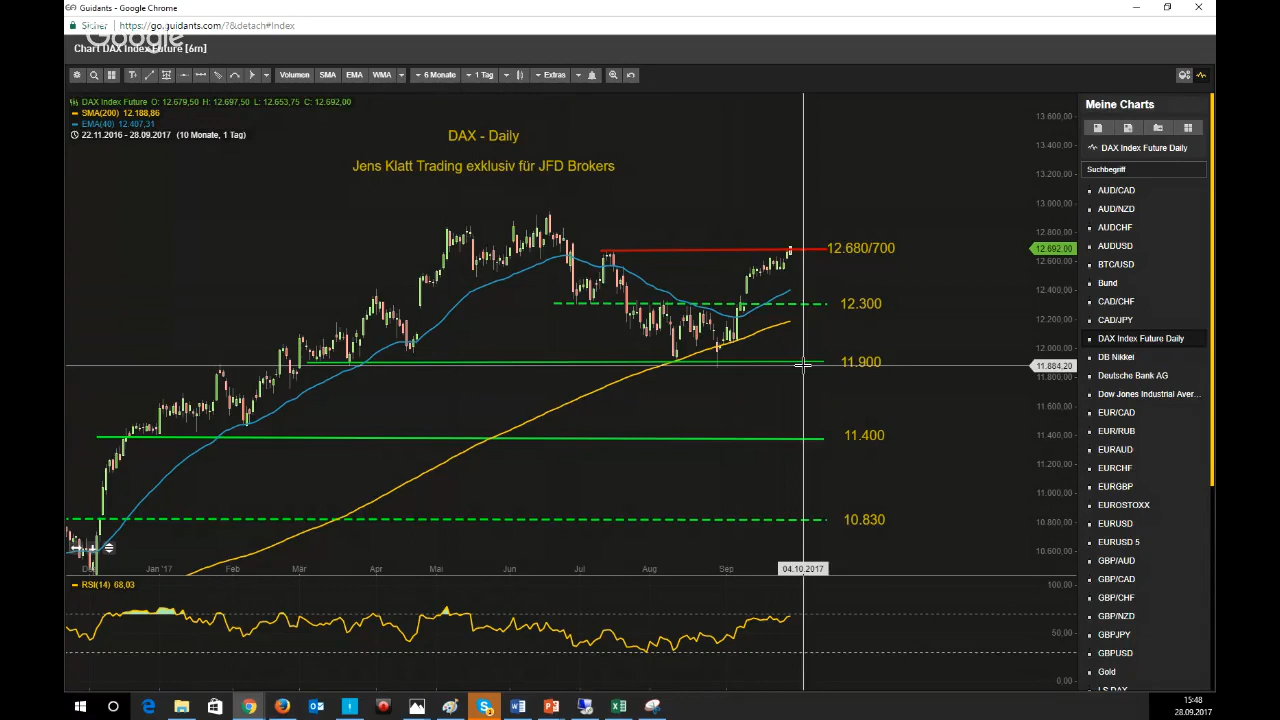 Guidants - Google Chrome
Sicher
https://go.guidants.com/?&detach#Index
Google
Chart DAX Index Future [6m]
Volumen SMA EMA WMA 6 Monate 1 Tag Extras
DAX Index Future O: 12.679,50 H: 12.697,50 L: 12.653,75 C: 12.692,00
SMA(200) 12.188,86
EMA(40) 12.407,31
22.11.2016 - 28.09.2017 (10 Monate, 1 Tag)
DAX - Daily
Jens Klatt Trading exklusiv für JFD Brokers
12.680/700
12.300
11.900
11.400
10.830
13.600,00
13.400,00
13.200,00
13.000,00
12.800,00
12.692,00
12.600,00
12.400,00
12.200,00
12.000,00
11.884,20
11.800,00
11.600,00
11.400,00
11.200,00
11.000,00
10.800,00
10.600,00
Jan '17 Feb Mär Apr Mai Jun Jul Aug Sep 04.10.2017
RSI(14) 68,03
100.00
50.00
0.00
Meine Charts
DAX Index Future Daily
Suchbegriff
AUD/CAD
AUD/NZD
AUDCHF
AUDUSD
BTC/USD
Bund
CAD/CHF
CAD/JPY
DAX Index Future Daily
DB Nikkei
Deutsche Bank AG
Dow Jones Industrial Aver...
EUR/CAD
EUR/RUB
EURAUD
EURCHF
EURGBP
EUROSTOXX
EURUSD
EURUSD 5
GBP/AUD
GBP/CAD
GBP/CHF
GBP/NZD
GBPJPY
GBPUSD
Gold
LS DAX
15:48
28.09.2017